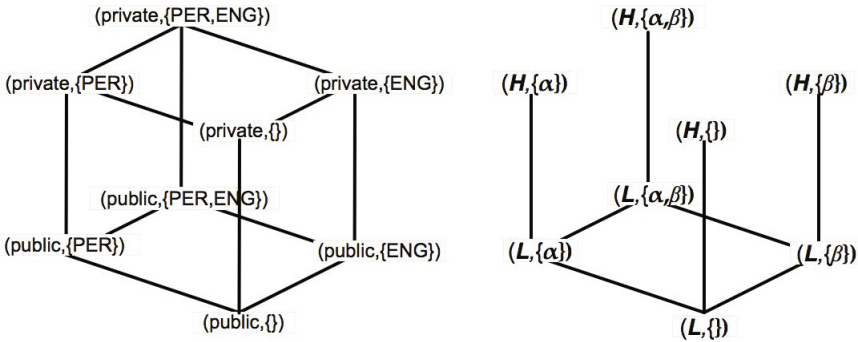 (private,{PER,ENG})
(private,{PER})
(private,{ENG})
(private,{})
(public,{PER,ENG})
(public,{PER})
(public,{ENG})
(public,{})
(H,{α,β})
(H,{α})
(H,{β})
(H,{})
(L,{α,β})
(L,{α})
(L,{β})
(L,{})